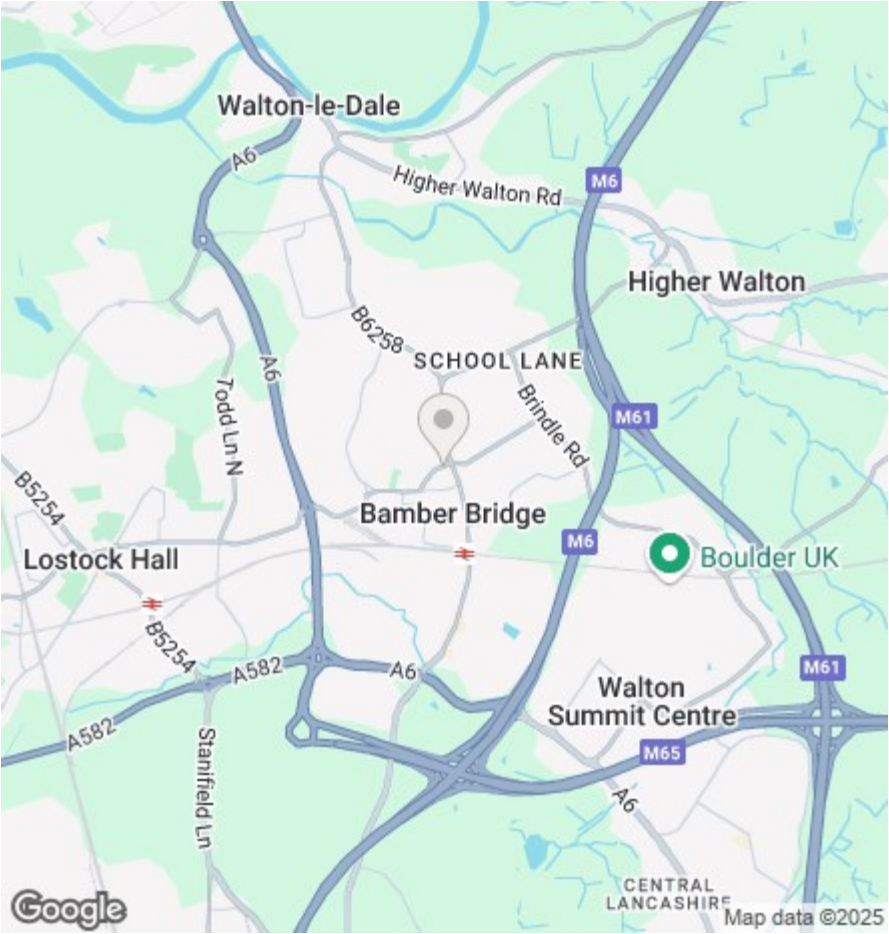 Walton-le-Dale
A6
Higher Walton Rd
M6
Higher Walton
B6258
SCHOOL LANE
A6
Todd Ln N
Brindle Rd
M61
B5254
Bamber Bridge
M6
Lostock Hall
Boulder UK
B5254
A582
A6
M61
Walton
Summit Centre
A582
Stanifield Ln
M65
A6
CENTRAL
LANCASHIRE
Google
Map data ©2025